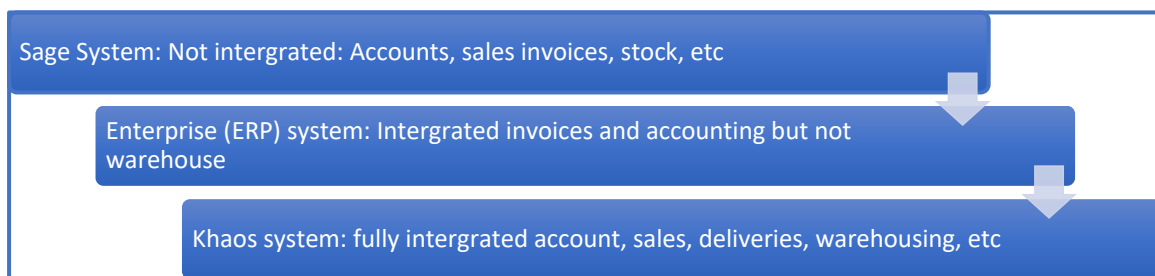 Sage System: Not intergrated: Accounts, sales invoices, stock, etc
Enterprise (ERP) system: Intergrated invoices and accounting but not
warehouse
Khaos system: fully intergrated account, sales, deliveries, warehousing, etc